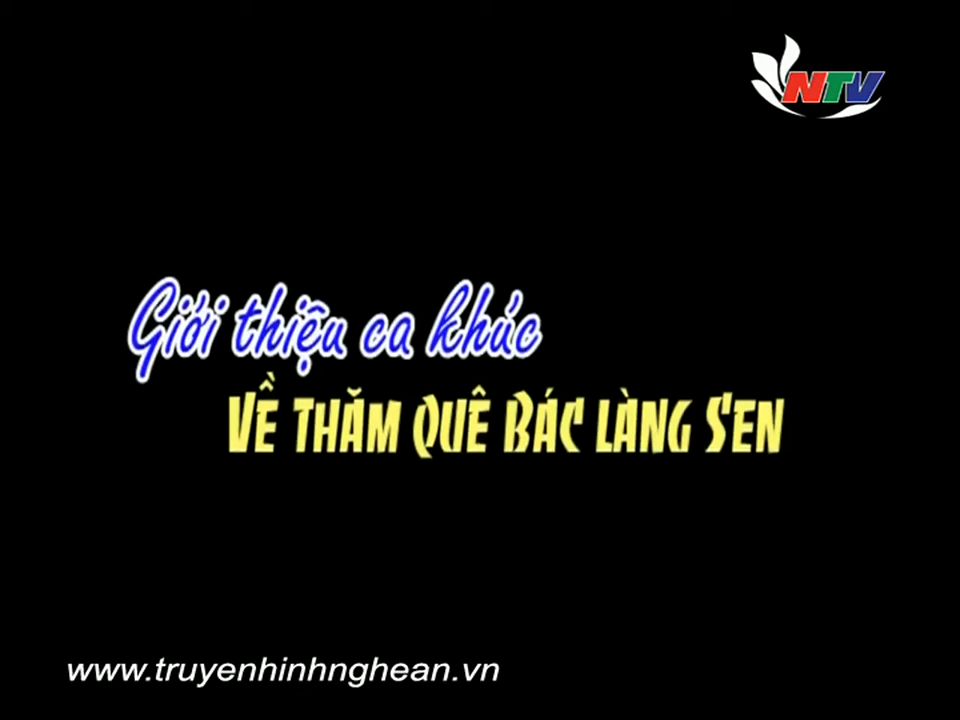 NTV
Giới thiệu ca khúc
VỀ THĂM QUÊ BÁC LÀNG SEN
www.truyenhinhnghean.vn